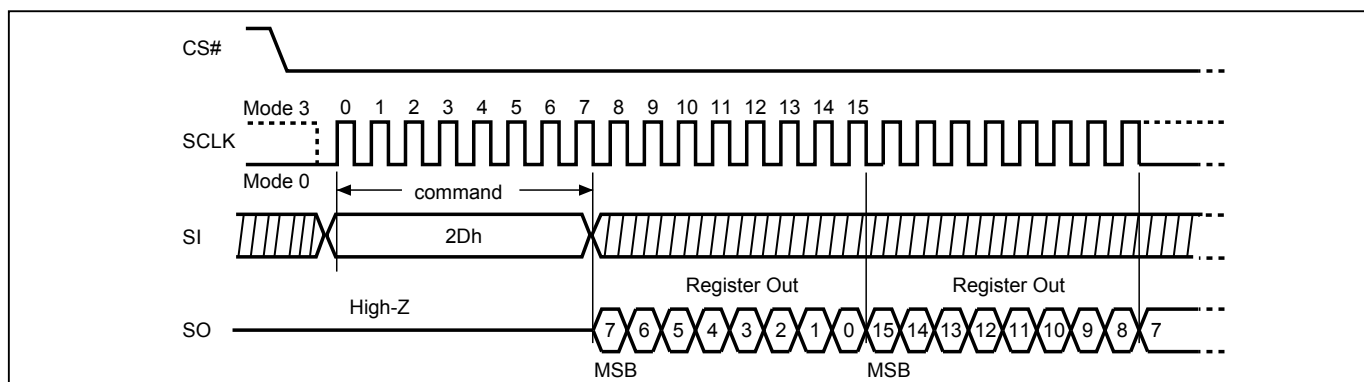 CS#
Mode 3 0 1 2 3 4 5 6 7 8 9 10 11 12 13 14 15
SCLK
Mode 0
command
SI 2Dh
Register Out Register Out
High-Z
SO 7 6 5 4 3 2 1 0 15 14 13 12 11 10 9 8 7
MSB MSB